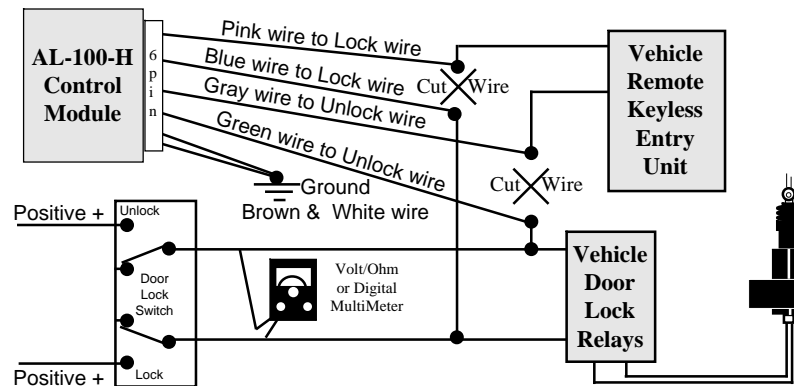 AL-100-H
Control
Module
6 pin
Pink wire to Lock wire
Blue wire to Lock wire
Gray wire to Unlock wire
Green wire to Unlock wire
Cut Wire
Vehicle
Remote
Keyless
Entry
Unit
Cut Wire
Ground
Brown & White wire
Positive +
Unlock
Door
Lock
Switch
Lock
Positive +
Volt/Ohm
or Digital
MultiMeter
Vehicle
Door
Lock
Relays